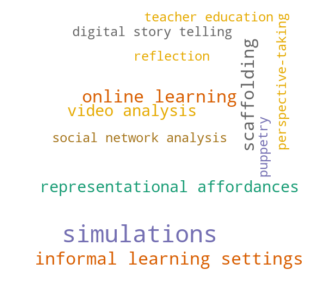 teacher education
digital story telling
reflection
scaffolding
perspective-taking
online learning
video analysis
puppetry
social network analysis
representational affordances
simulations
informal learning settings